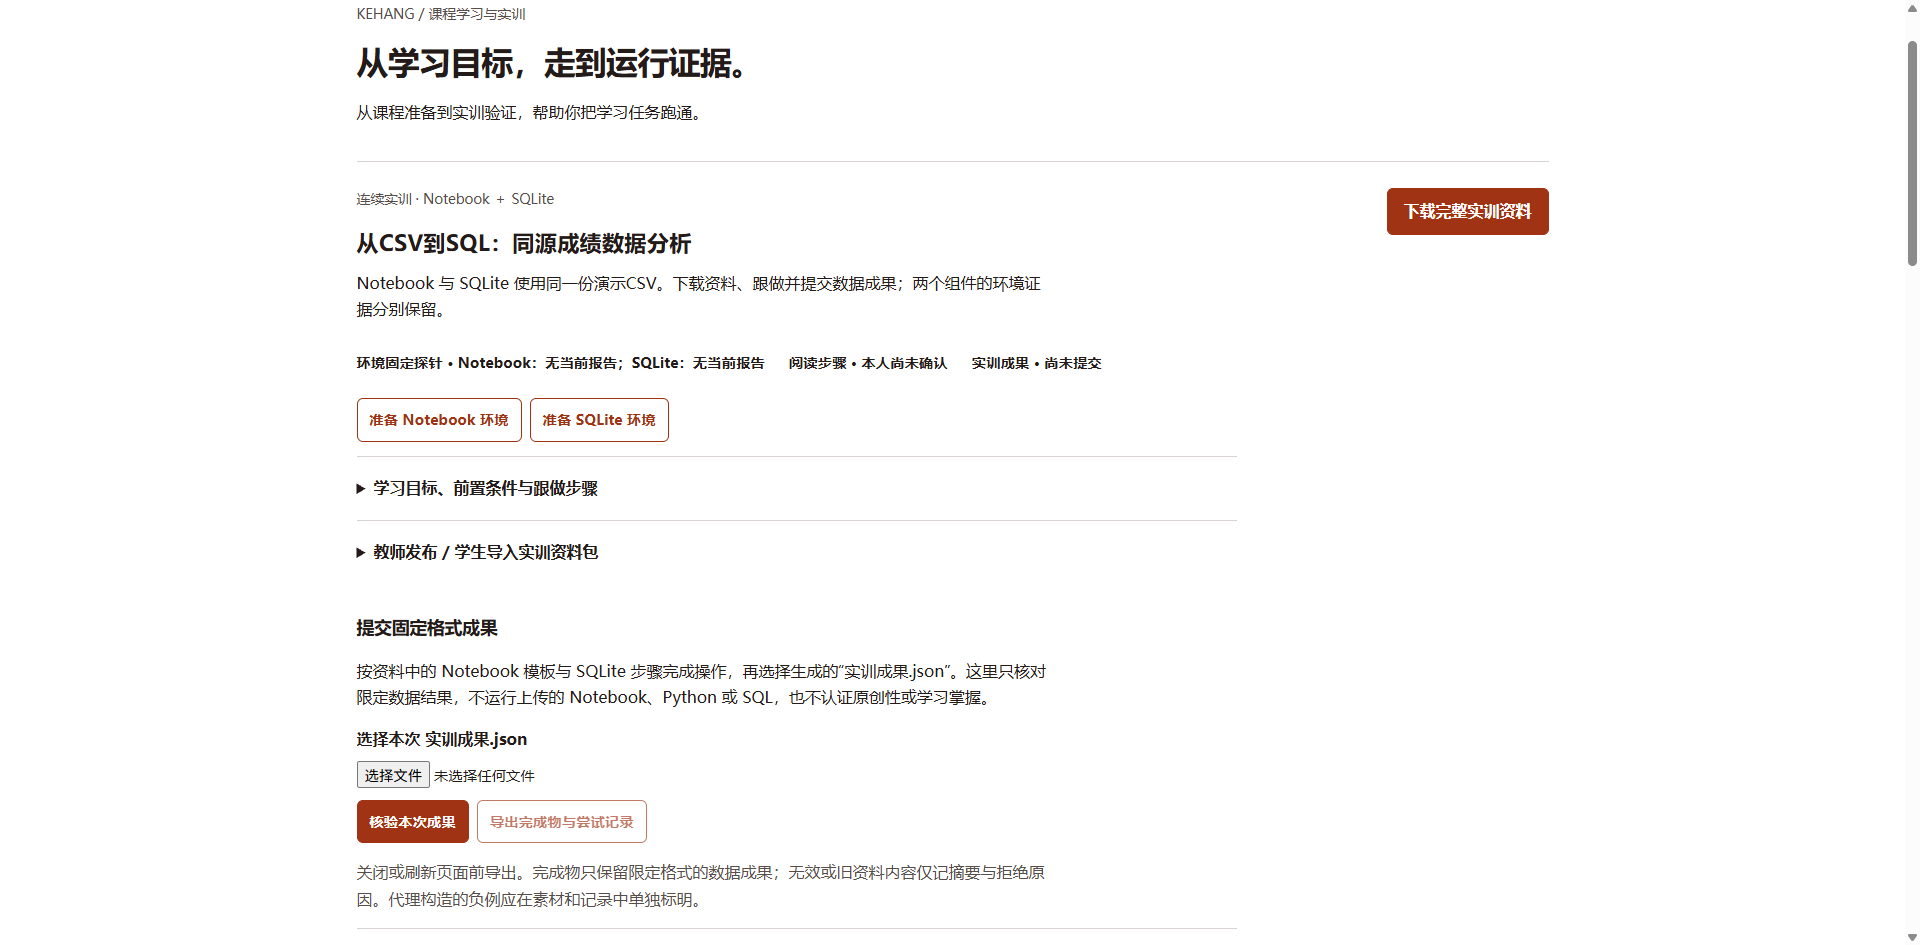 KEHANG / 课程学习与实训
从学习目标，走到运行证据。
从课程准备到实训验证，帮助你把学习任务跑通。
连续实训 · Notebook + SQLite
下载完整实训资料
从CSV到SQL：同源成绩数据分析
Notebook 与 SQLite 使用同一份演示CSV。下载资料、跟做并提交数据成果；两个组件的环境证
据分别保留。
环境固定探针 • Notebook：无当前报告；SQLite：无当前报告 阅读步骤 • 本人尚未确认 实训成果 • 尚未提交
准备 Notebook 环境 准备 SQLite 环境
学习目标、前置条件与跟做步骤
教师发布 / 学生导入实训资料包
提交固定格式成果
按资料中的 Notebook 模板与 SQLite 步骤完成操作，再选择生成的“实训成果.json”。这里只核对
限定数据结果，不运行上传的 Notebook、Python 或 SQL，也不认证原创性或学习掌握。
选择本次 实训成果.json
选择文件 未选择任何文件
核验本次成果 导出完成物与尝试记录
关闭或刷新页面前导出。完成物只保留限定格式的数据成果；无效或旧资料内容仅记摘要与拒绝原
因。代理构造的负例应在素材和记录中单独标明。